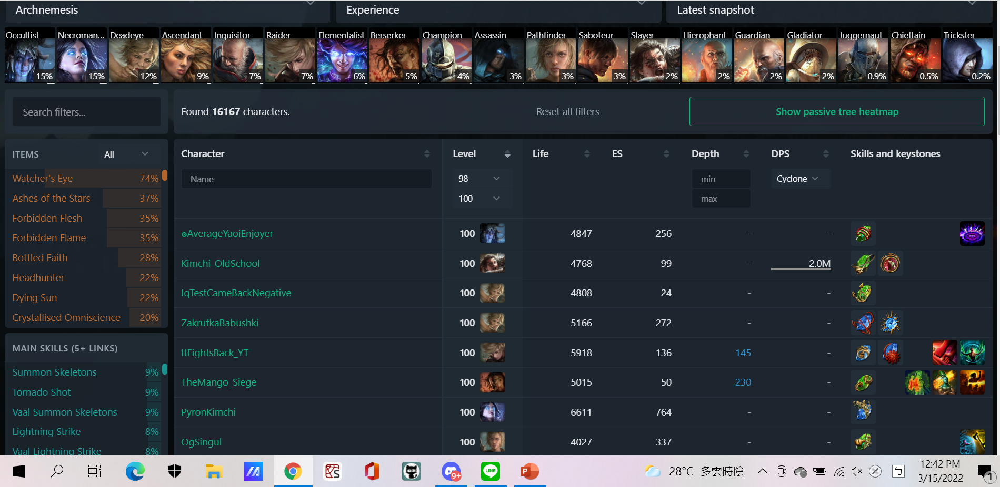 Archnemesis Experience Latest snapshot
Occultist Necroman... Deadeye Ascendant Inquisitor Raider Elementalist Berserker Champion Assassin Pathfinder Saboteur Slayer Hierophant Guardian Gladiator Juggernaut Chieftain Trickster
15% 15% 12% 9% 7% 7% 6% 5% 4% 3% 3% 3% 2% 2% 2% 2% 0.9% 0.5% 0.2%
Search filters... Found 16167 characters. Reset all filters Show passive tree heatmap
ITEMS All
Watcher's Eye 74%
Ashes of the Stars 37%
Forbidden Flesh 35%
Forbidden Flame 35%
Bottled Faith 28%
Headhunter 22%
Dying Sun 22%
Crystallised Omniscience 20%
MAIN SKILLS (5+ LINKS)
Summon Skeletons 9%
Tornado Shot 9%
Vaal Summon Skeletons 9%
Lightning Strike 8%
Vaal Lightning Strike 8%
Character Level Life ES Depth DPS Skills and keystones
Name 98 min Cyclone
100 max
AverageYaoiEnjoyer 100 4847 256 - -
Kimchi_OldSchool 100 4768 99 - 2.0M
IqTestCameBackNegative 100 4808 24 - -
ZakrutkaBabushki 100 5166 272 - -
ItFightsBack_YT 100 5918 136 145 -
TheMango_Siege 100 5015 50 230 -
PyronKimchi 100 6611 764 - -
OgSingul 100 4027 337 - -
9+ LINE P 28°C 多雲時陰 ㄅ 12:42 PM
3/15/2022 1